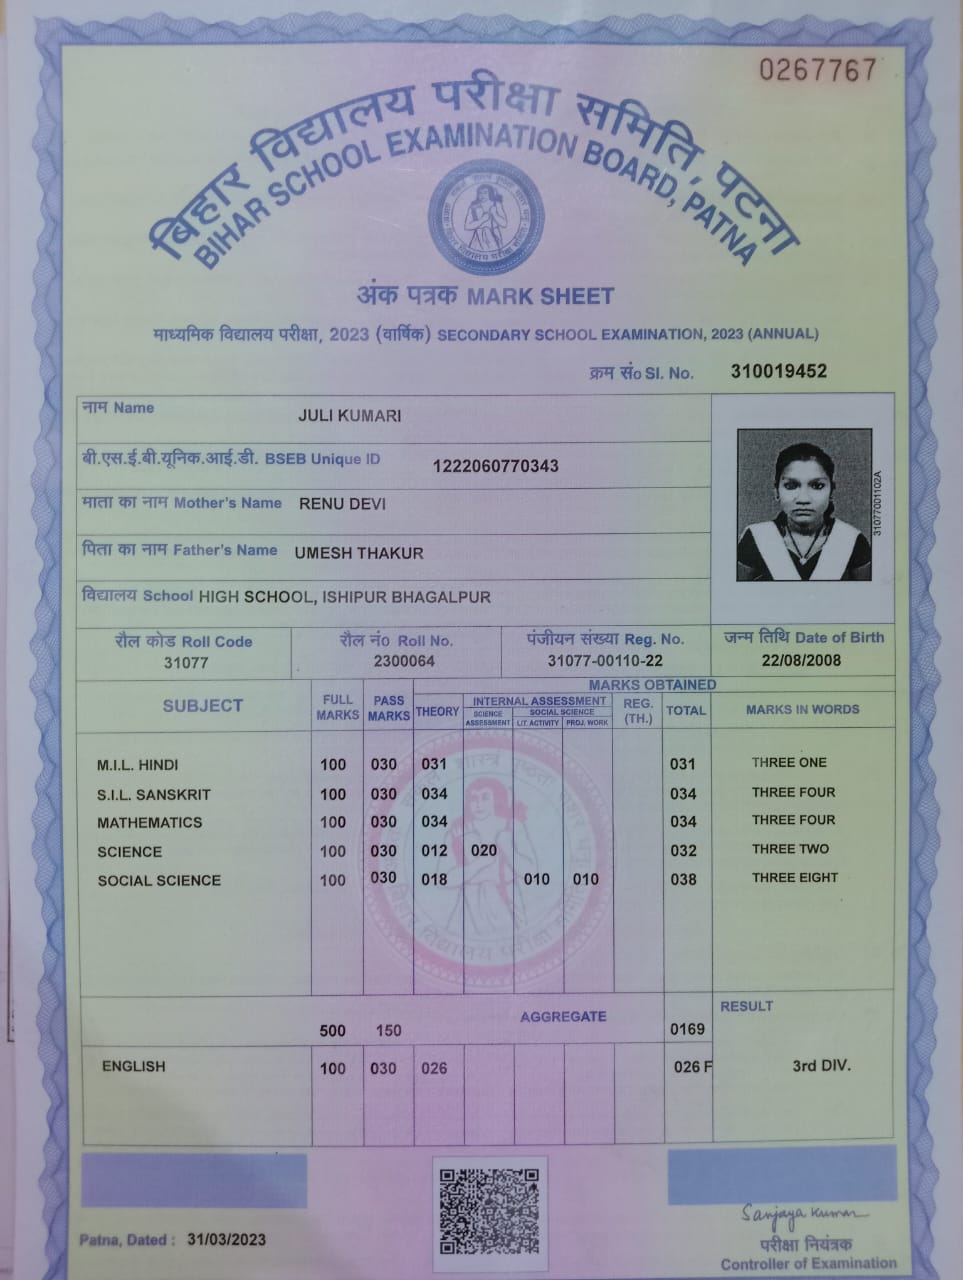 0267767
बिहार विद्यालय परीक्षा समिति, पटना
BIHAR SCHOOL EXAMINATION BOARD, PATNA
अंक पत्रक MARK SHEET
माध्यमिक विद्यालय परीक्षा, 2023 (वार्षिक) SECONDARY SCHOOL EXAMINATION, 2023 (ANNUAL)
क्रम सं० Sl. No. 310019452
नाम Name JULI KUMARI
बी.एस.ई.बी.यूनिक.आई.डी. BSEB Unique ID 1222060770343
माता का नाम Mother's Name RENU DEVI
पिता का नाम Father's Name UMESH THAKUR
विद्यालय School HIGH SCHOOL, ISHIPUR BHAGALPUR
31077001102A
रौल कोड Roll Code रौल नं० Roll No. पंजीयन संख्या Reg. No. जन्म तिथि Date of Birth
31077 2300064 31077-00110-22 22/08/2008
MARKS OBTAINED
SUBJECT FULL MARKS PASS MARKS THEORY INTERNAL ASSESSMENT REG. (TH.) TOTAL MARKS IN WORDS
SCIENCE ASSESSMENT SOCIAL SCIENCE LIT. ACTIVITY PROJ. WORK
M.I.L. HINDI 100 030 031 031 THREE ONE
S.I.L. SANSKRIT 100 030 034 034 THREE FOUR
MATHEMATICS 100 030 034 034 THREE FOUR
SCIENCE 100 030 012 020 032 THREE TWO
SOCIAL SCIENCE 100 030 018 010 010 038 THREE EIGHT
500 150 AGGREGATE 0169 RESULT
ENGLISH 100 030 026 026 F 3rd DIV.
Sanjaya Kumar
Patna, Dated : 31/03/2023
परीक्षा नियंत्रक
Controller of Examination